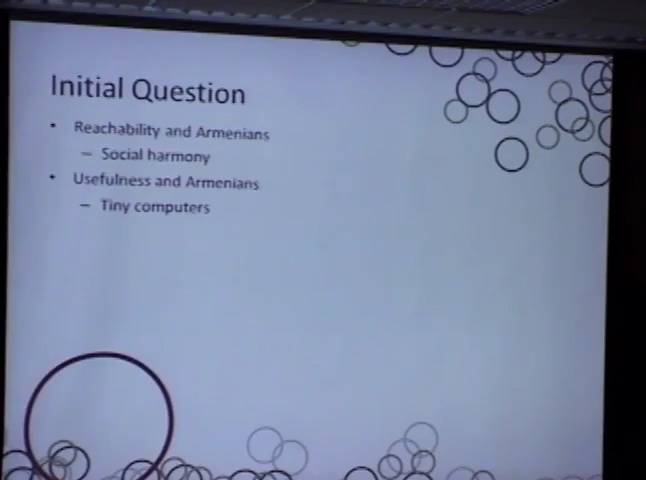 Initial Question
• Reachability and Armenians
– Social harmony
• Usefulness and Armenians
– Tiny computers